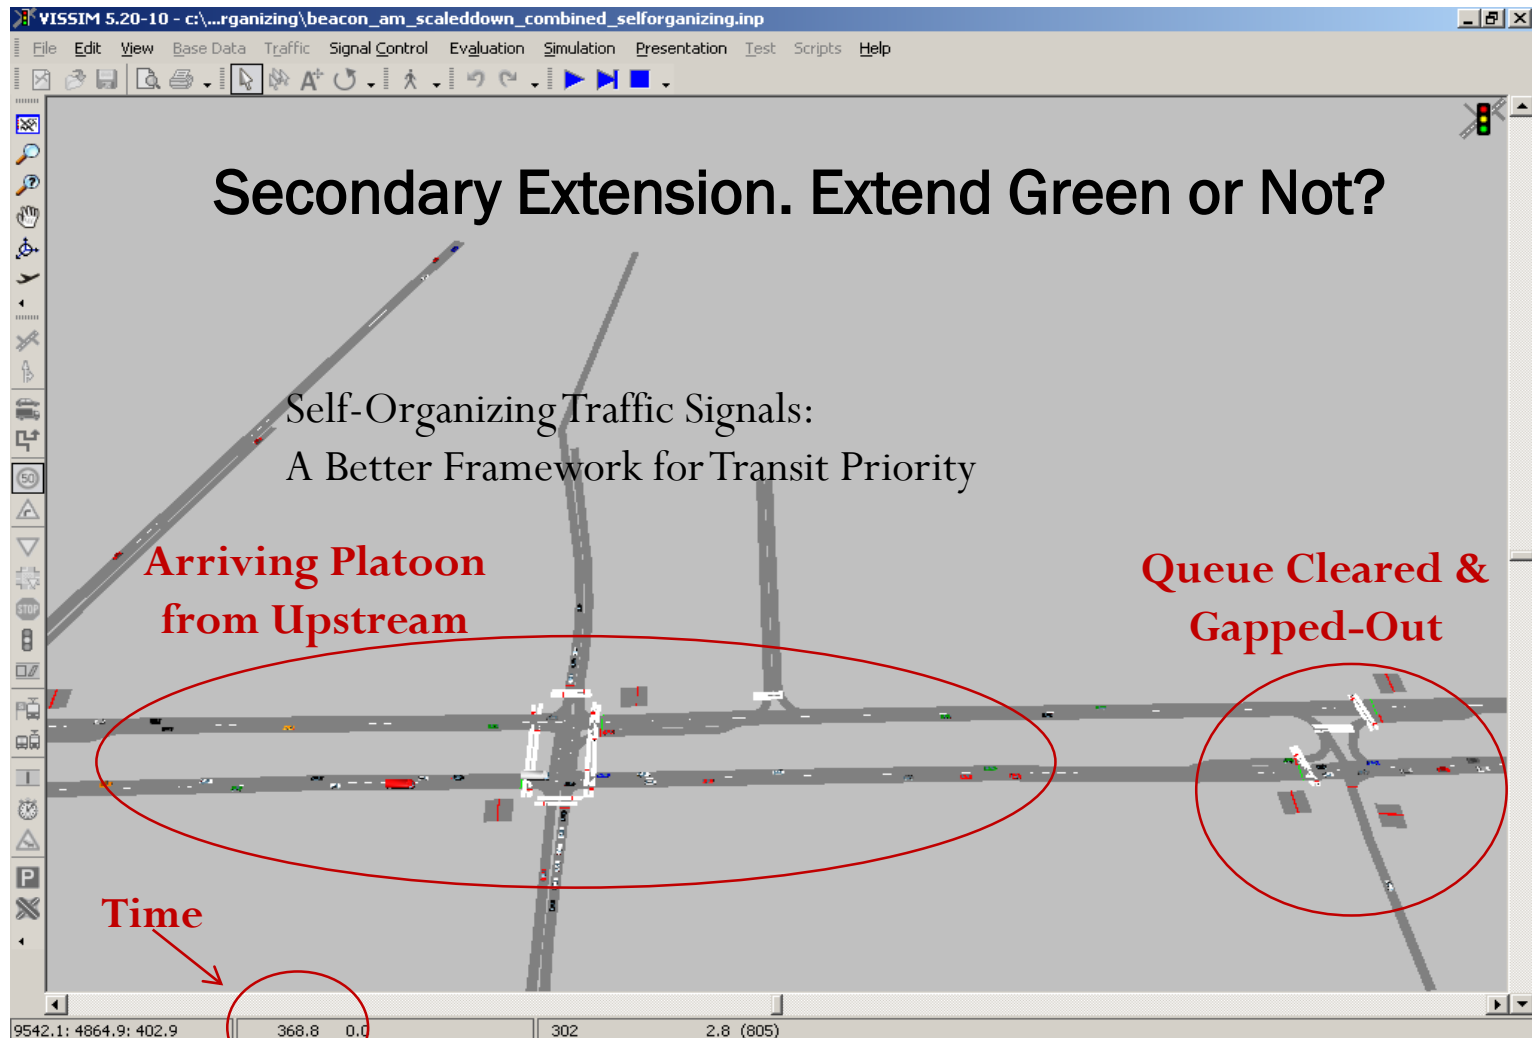 VISSIM 5.20-10 - c:\...rganizing\beacon_am_scaleddown_combined_selforganizing.inp
File Edit View Base Data Traffic Signal Control Evaluation Simulation Presentation Test Scripts Help
Secondary Extension. Extend Green or Not?
Self-Organizing Traffic Signals:
A Better Framework for Transit Priority
50
Arriving Platoon
from Upstream
Queue Cleared &
Gapped-Out
STOP
P
Time
9542.1: 4864.9: 402.9 368.8 0.0 302 2.8 (805)